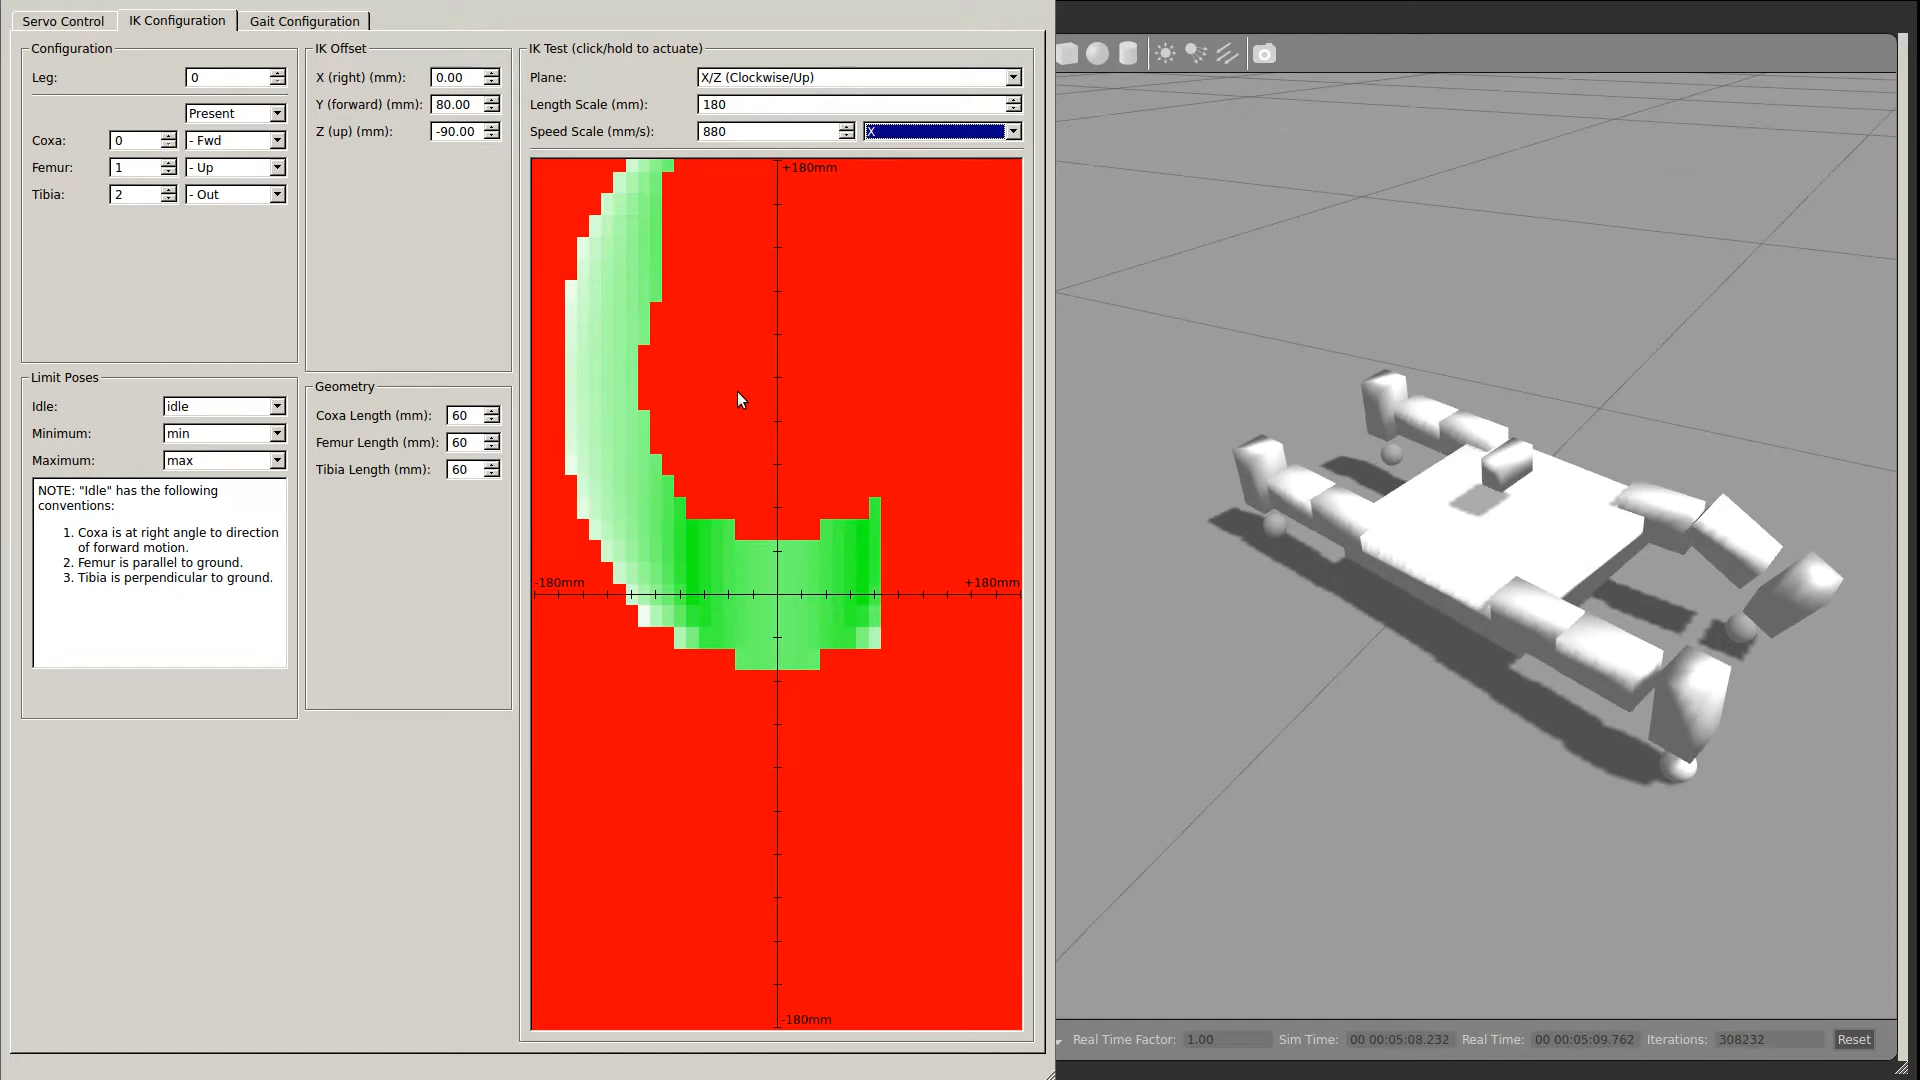 Servo Control
IK Configuration
Gait Configuration
Configuration
Leg: 0
Present
Coxa: 0 - Fwd
Femur: 1 - Up
Tibia: 2 - Out
Limit Poses
Idle: idle
Minimum: min
Maximum: max
NOTE: "Idle" has the following
conventions:
1. Coxa is at right angle to direction
of forward motion.
2. Femur is parallel to ground.
3. Tibia is perpendicular to ground.
IK Offset
X (right) (mm): 0.00
Y (forward) (mm): 80.00
Z (up) (mm): -90.00
Geometry
Coxa Length (mm): 60
Femur Length (mm): 60
Tibia Length (mm): 60
IK Test (click/hold to actuate)
Plane: X/Z (Clockwise/Up)
Length Scale (mm): 180
Speed Scale (mm/s): 880 X
+180mm
-180mm
+180mm
-180mm
Real Time Factor: 1.00 Sim Time: 00 00:05:08.232 Real Time: 00 00:05:09.762 Iterations: 308232 Reset